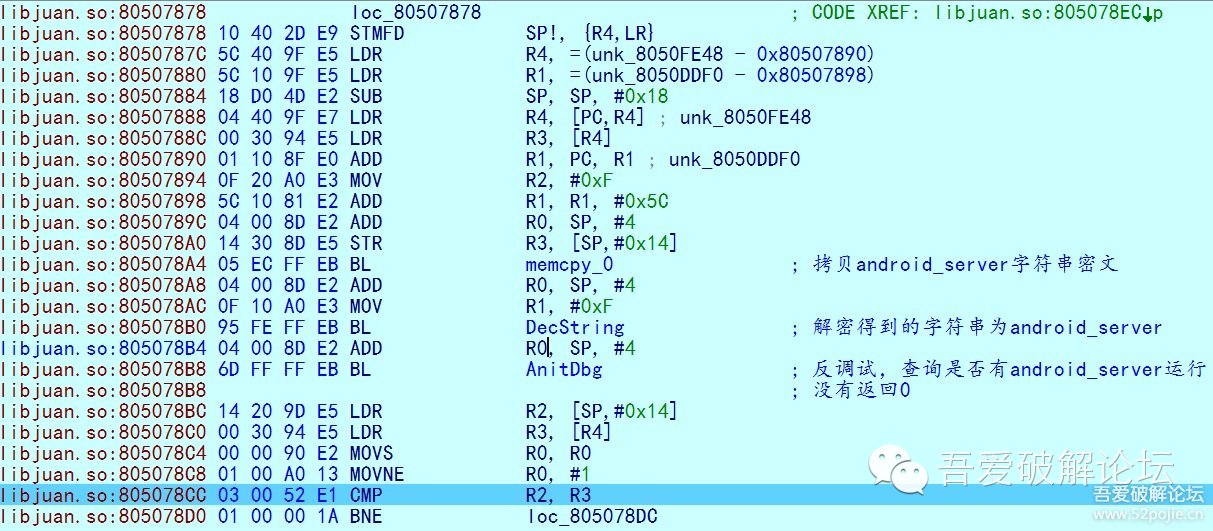 libjuan.so:80507878 loc_80507878 ; CODE XREF: libjuan.so:805078EC↓p
libjuan.so:80507878 10 40 2D E9 STMFD SP!, {R4,LR}
libjuan.so:8050787C 5C 40 9F E5 LDR R4, =(unk_8050FE48 - 0x80507890)
libjuan.so:80507880 5C 10 9F E5 LDR R1, =(unk_8050DDF0 - 0x80507898)
libjuan.so:80507884 18 D0 4D E2 SUB SP, SP, #0x18
libjuan.so:80507888 04 40 9F E7 LDR R4, [PC,R4] ; unk_8050FE48
libjuan.so:8050788C 00 30 94 E5 LDR R3, [R4]
libjuan.so:80507890 01 10 8F E0 ADD R1, PC, R1 ; unk_8050DDF0
libjuan.so:80507894 0F 20 A0 E3 MOV R2, #0xF
libjuan.so:80507898 5C 10 81 E2 ADD R1, R1, #0x5C
libjuan.so:8050789C 04 00 8D E2 ADD R0, SP, #4
libjuan.so:805078A0 14 30 8D E5 STR R3, [SP,#0x14]
libjuan.so:805078A4 05 EC FF EB BL memcpy_0 ; 拷贝android_server字符串密文
libjuan.so:805078A8 04 00 8D E2 ADD R0, SP, #4
libjuan.so:805078AC 0F 10 A0 E3 MOV R1, #0xF
libjuan.so:805078B0 95 FE FF EB BL DecString ; 解密得到的字符串为android_server
libjuan.so:805078B4 04 00 8D E2 ADD R0, SP, #4
libjuan.so:805078B8 6D FF FF EB BL AnitDbg ; 反调试，查询是否有android_server运行
libjuan.so:805078B8 ; 没有返回0
libjuan.so:805078BC 14 20 9D E5 LDR R2, [SP,#0x14]
libjuan.so:805078C0 00 30 94 E5 LDR R3, [R4]
libjuan.so:805078C4 00 00 90 E2 MOVS R0, R0
libjuan.so:805078C8 01 00 A0 13 MOVNE R0, #1
libjuan.so:805078CC 03 00 52 E1 CMP R2, R3
libjuan.so:805078D0 01 00 00 1A BNE loc_805078DC
吾爱破解论坛
吾爱破解论坛
www.52pojie.cn